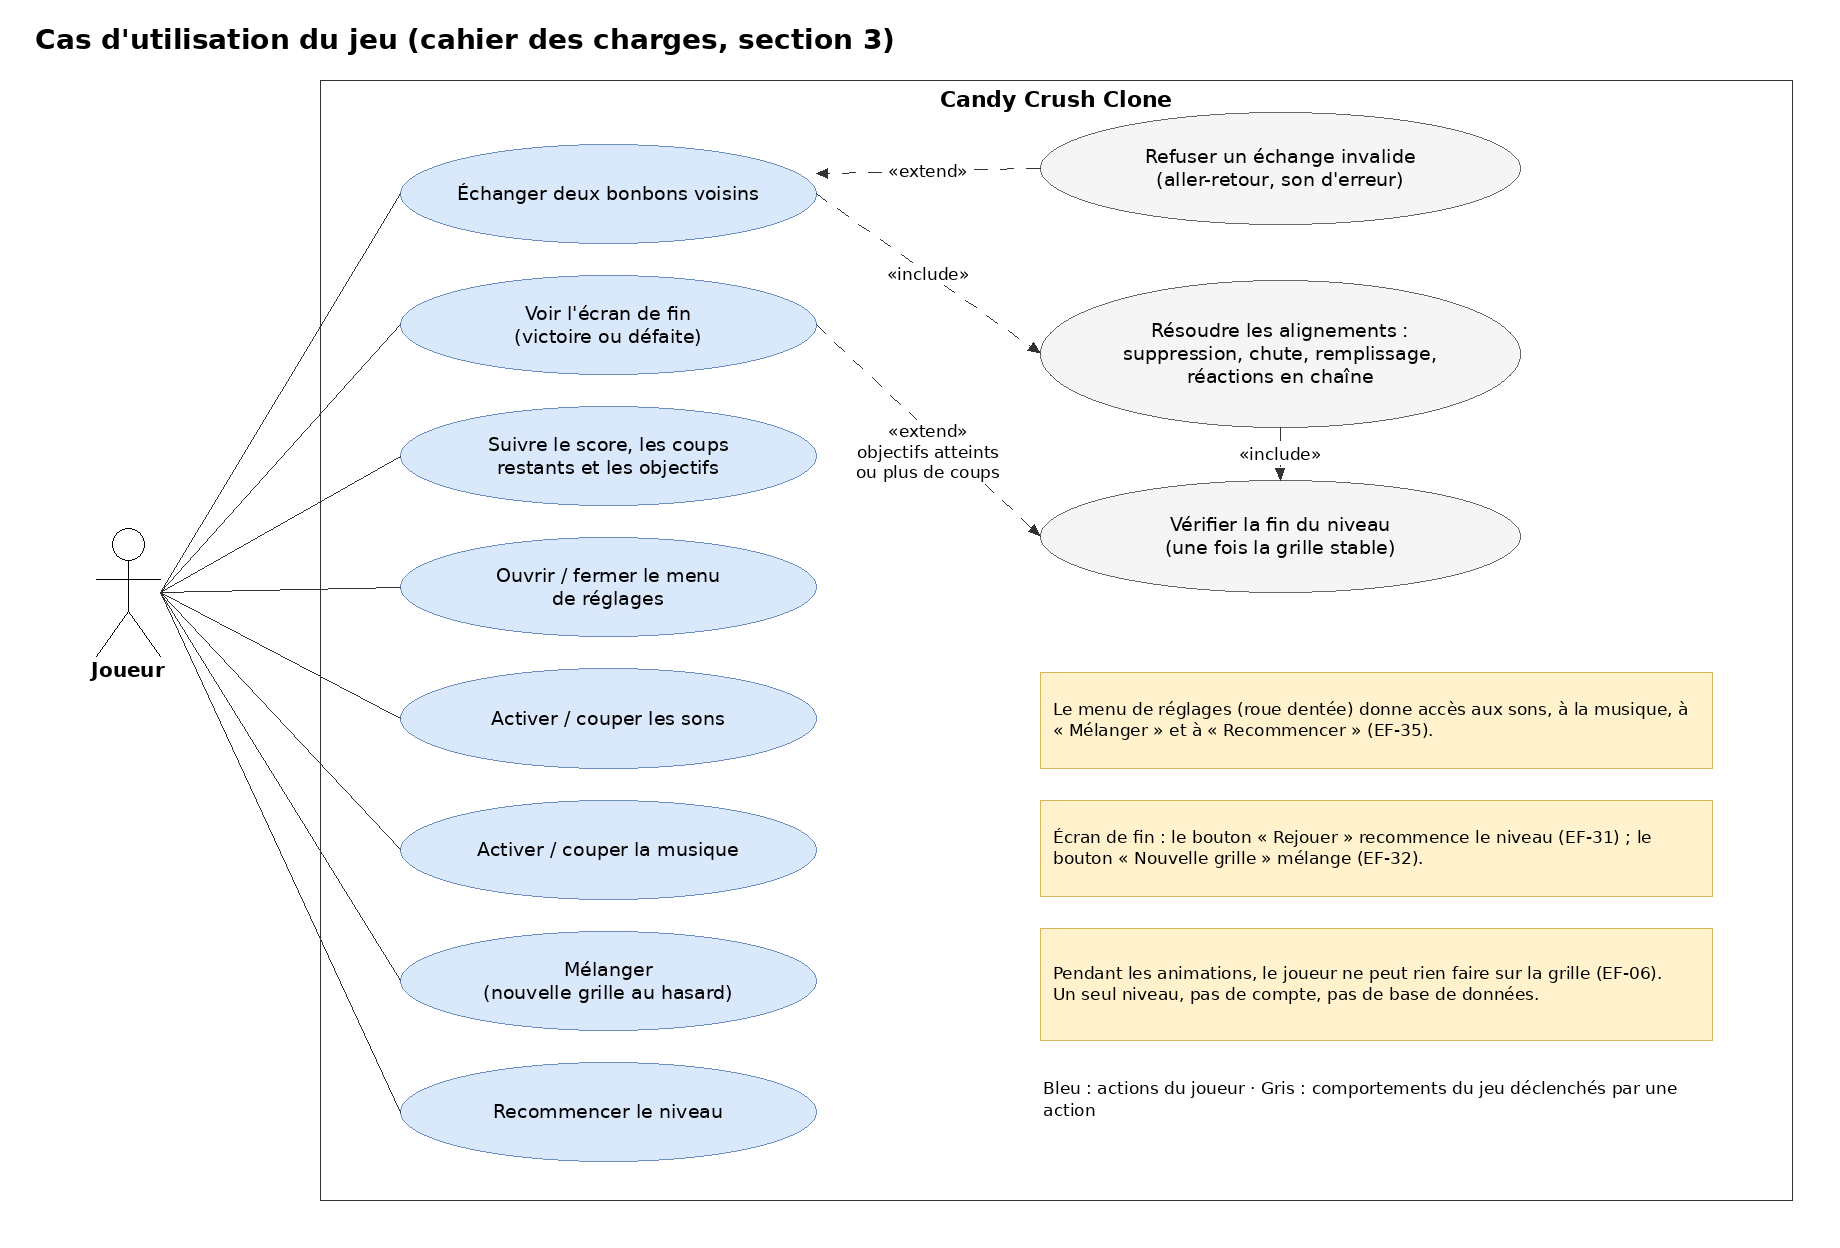 Cas d'utilisation du jeu (cahier des charges, section 3)
Candy Crush Clone
Joueur
Échanger deux bonbons voisins
Voir l'écran de fin
(victoire ou défaite)
Suivre le score, les coups
restants et les objectifs
Ouvrir / fermer le menu
de réglages
Activer / couper les sons
Activer / couper la musique
Mélanger
(nouvelle grille au hasard)
Recommencer le niveau
«extend»
«include»
«extend»
objectifs atteints
ou plus de coups
Refuser un échange invalide
(aller-retour, son d'erreur)
Résoudre les alignements :
suppression, chute, remplissage,
réactions en chaîne
«include»
Vérifier la fin du niveau
(une fois la grille stable)
Le menu de réglages (roue dentée) donne accès aux sons, à la musique, à
« Mélanger » et à « Recommencer » (EF-35).
Écran de fin : le bouton « Rejouer » recommence le niveau (EF-31) ; le
bouton « Nouvelle grille » mélange (EF-32).
Pendant les animations, le joueur ne peut rien faire sur la grille (EF-06).
Un seul niveau, pas de compte, pas de base de données.
Bleu : actions du joueur · Gris : comportements du jeu déclenchés par une
action